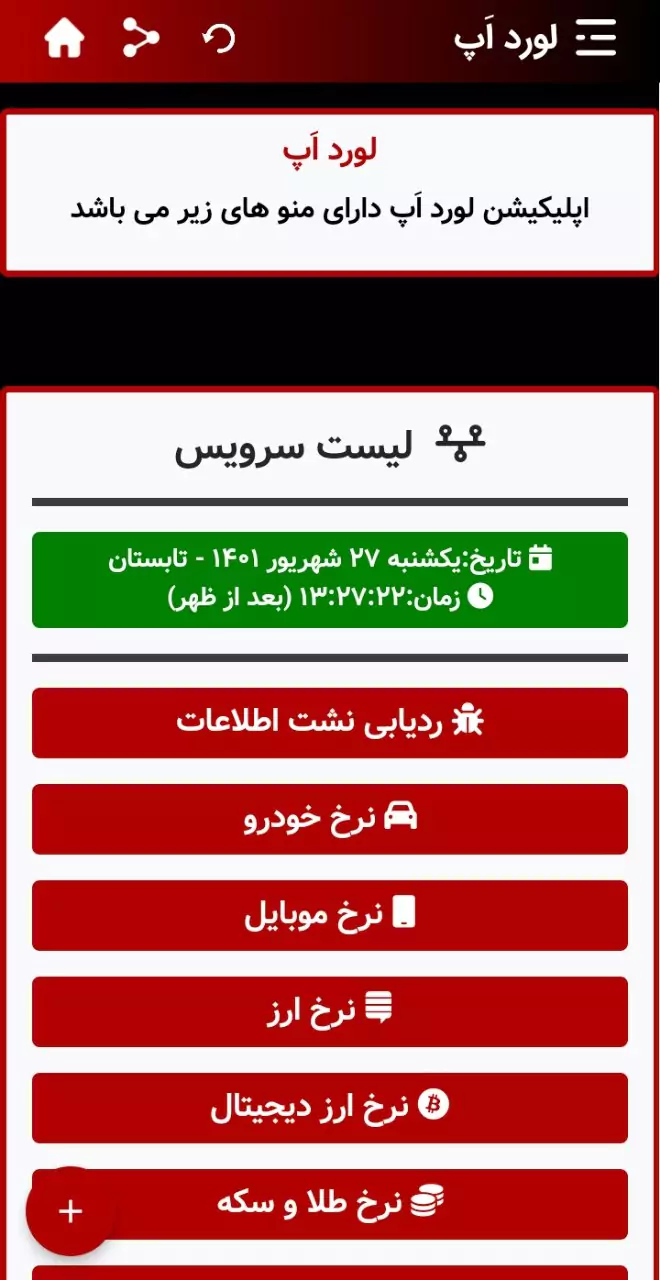 لورد اَپ
لورد اَپ
اپلیکیشن لورد اَپ دارای منو های زیر می باشد
لیست سرویس
تاریخ:یکشنبه ۲۷ شهریور ۱۴۰۱ - تابستان
زمان:۱۳:۲۷:۲۲ (بعد از ظهر)
ردیابی نشت اطلاعات
نرخ خودرو
نرخ موبایل
نرخ ارز
نرخ ارز دیجیتال
نرخ طلا و سکه